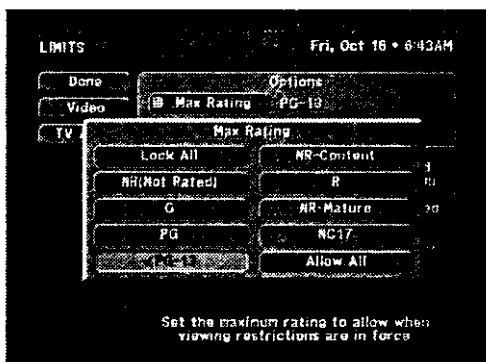 LIMITS
Fri, Oct 16 • 6:43AM
Done
Options
Video
Max Rating
PG-13
TV
Max Rating
Lock All
NR-Content
NR(Not Rated)
R
G
NR-Mature
PG
NC17
PG-13
Allow All
Set the maximum rating to allow when
viewing restrictions are in force